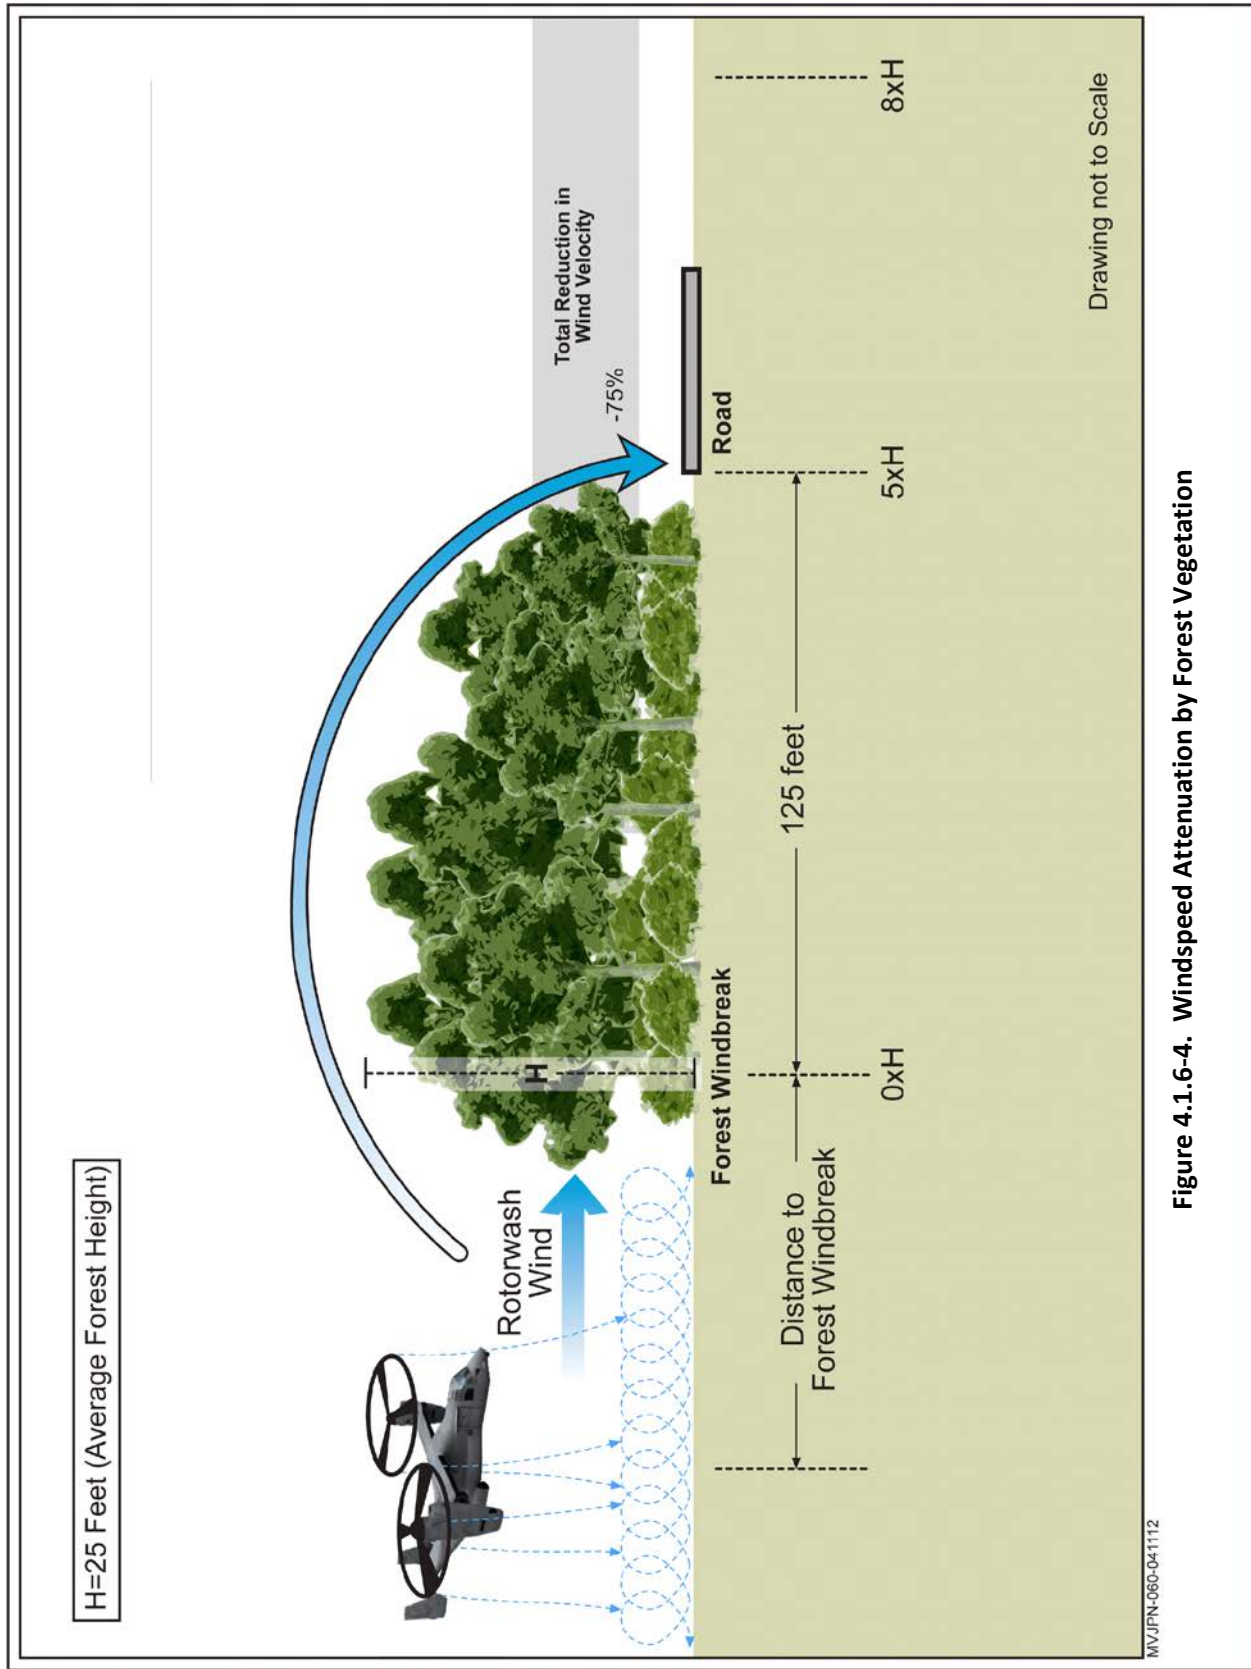 H=25 Feet (Average Forest Height)
Rotorwash
Wind
H
Total Reduction in
Wind Velocity
-75%
Forest Windbreak
Road
Distance to
Forest Windbreak
125 feet
0xH
5xH
8xH
Drawing not to Scale
MVJPN-060-041112
Figure 4.1.6-4. Windspeed Attenuation by Forest Vegetation